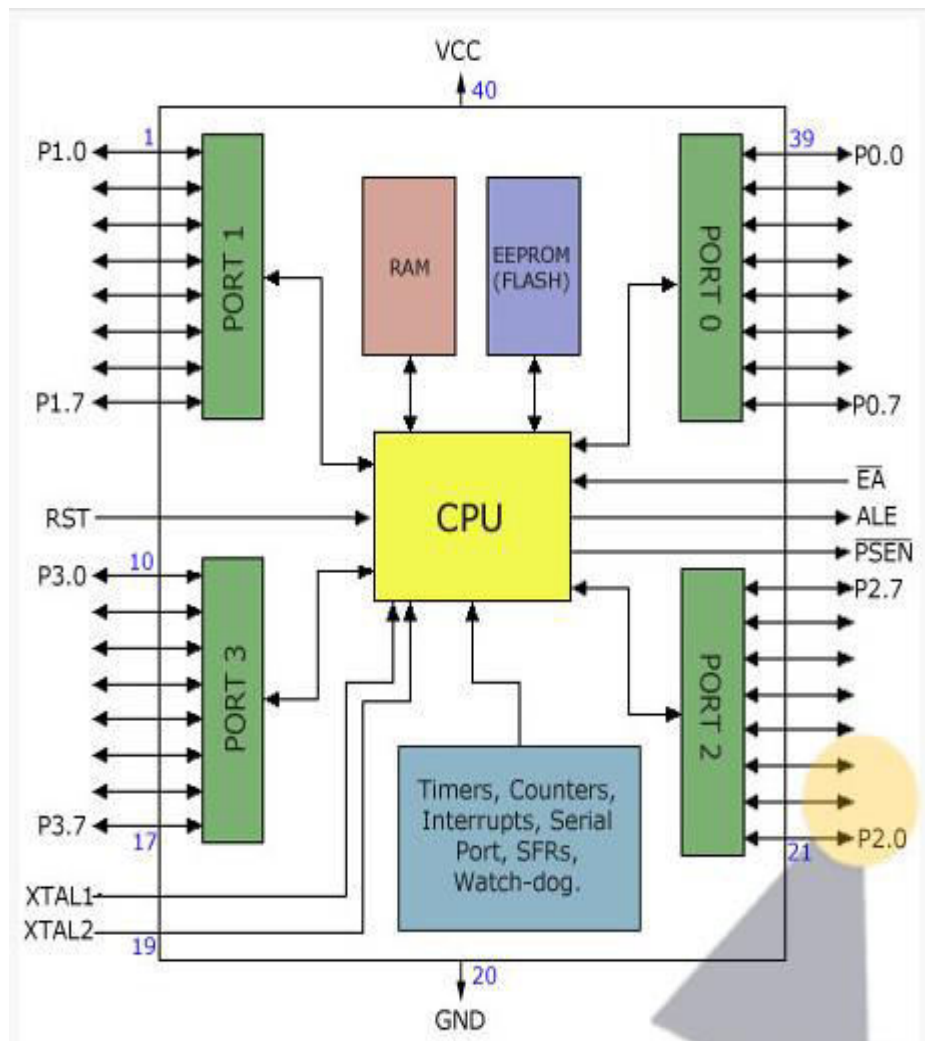 VCC
40
1
39
P1.0
P0.0
PORT 1
RAM
EEPROM
(FLASH)
PORT 0
P1.7
P0.7
EA
CPU
RST
ALE
PSEN
10
P3.0
P2.7
PORT 3
PORT 2
Timers, Counters,
Interrupts, Serial
Port, SFRs,
Watch-dog.
P3.7
17
P2.0
21
XTAL1
XTAL2
19
20
GND